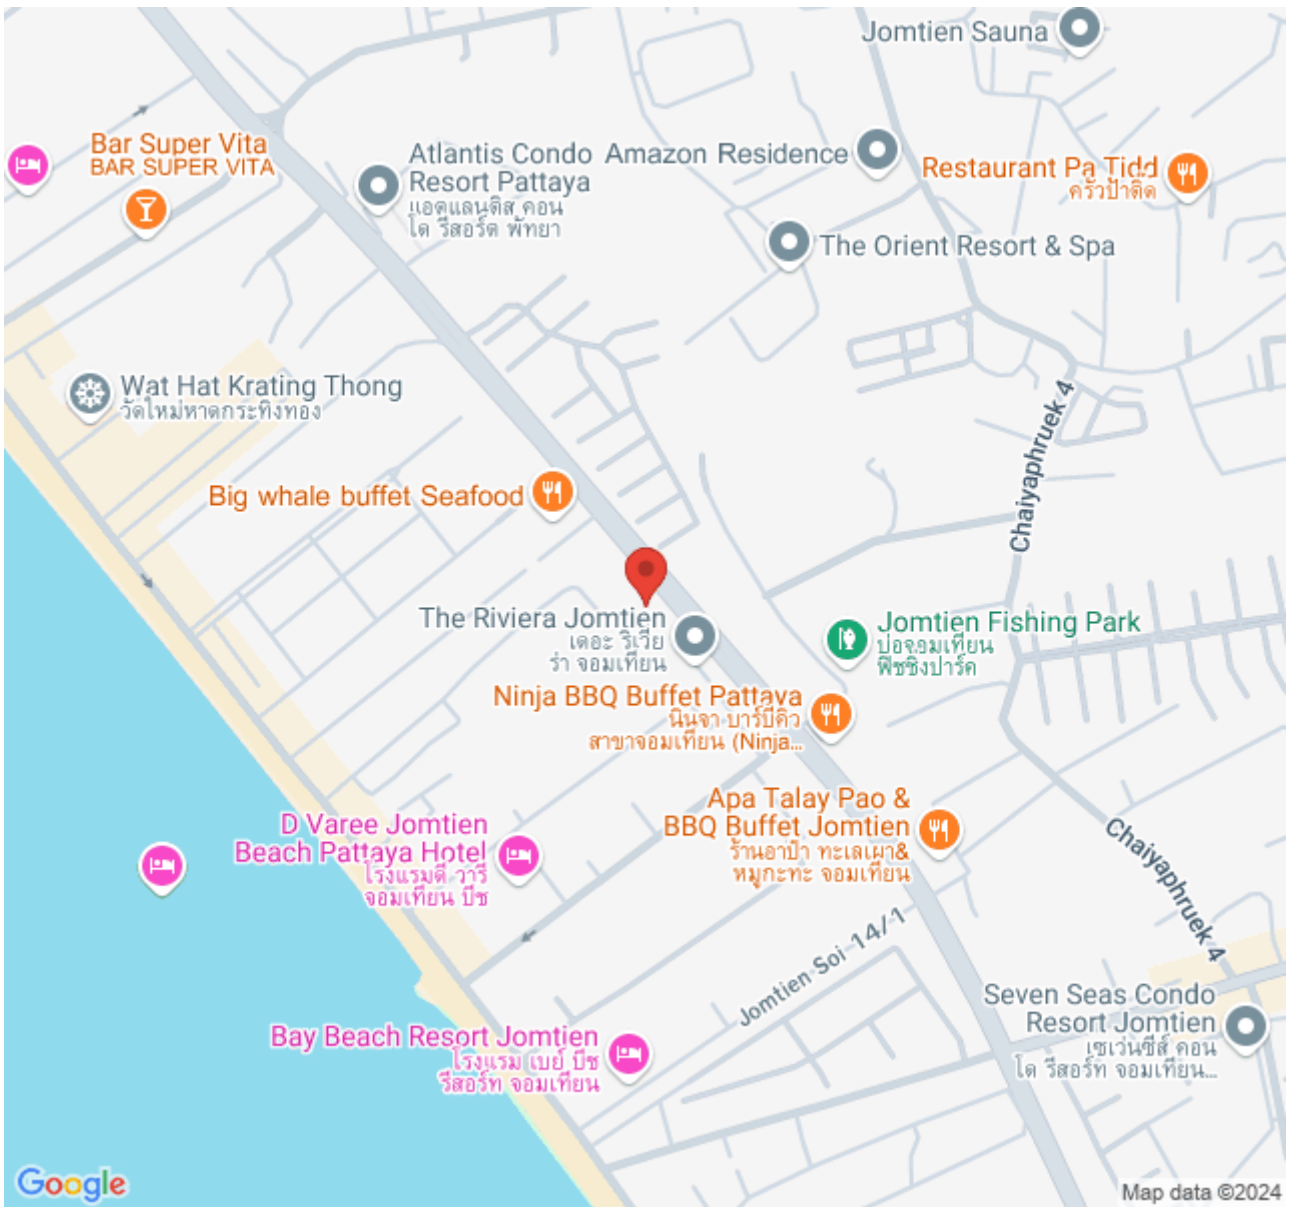 Jomtien Sauna
Bar Super Vita
BAR SUPER VITA
Atlantis Condo
Resort Pattaya
แอตแลนติส คอน
โด รีสอร์ต พัทยา
Amazon Residence
Restaurant Pa Tidd
ครัวป้าติ๊ด
The Orient Resort & Spa
Wat Hat Krating Thong
วัดใหม่หาดกระทิงทอง
Chaiyaphruek 4
Big whale buffet Seafood
The Riviera Jomtien
เดอะ ริเวีย
ร่า จอมเทียน
Jomtien Fishing Park
บ่อจอมเทียน
ฟิชชิ่งปาร์ค
Ninja BBQ Buffet Pattaya
นินจา บาร์บีคิว
สาขาจอมเทียน (Ninja...
Apa Talay Pao &
BBQ Buffet Jomtien
ร้านอาป๋า ทะเลเผา&
หมูกะทะ จอมเทียน
D Varee Jomtien
Beach Pattaya Hotel
โรงแรมดี วารี
จอมเทียน บีช
Chaiyaphruek 4
Jomtien Soi 14/1
Seven Seas Condo
Resort Jomtien
เซเว่นซีส์ คอน
โด รีสอร์ท จอมเทียน...
Bay Beach Resort Jomtien
โรงแรม เบย์ บีช
รีสอร์ท จอมเทียน
Google
Map data ©2024